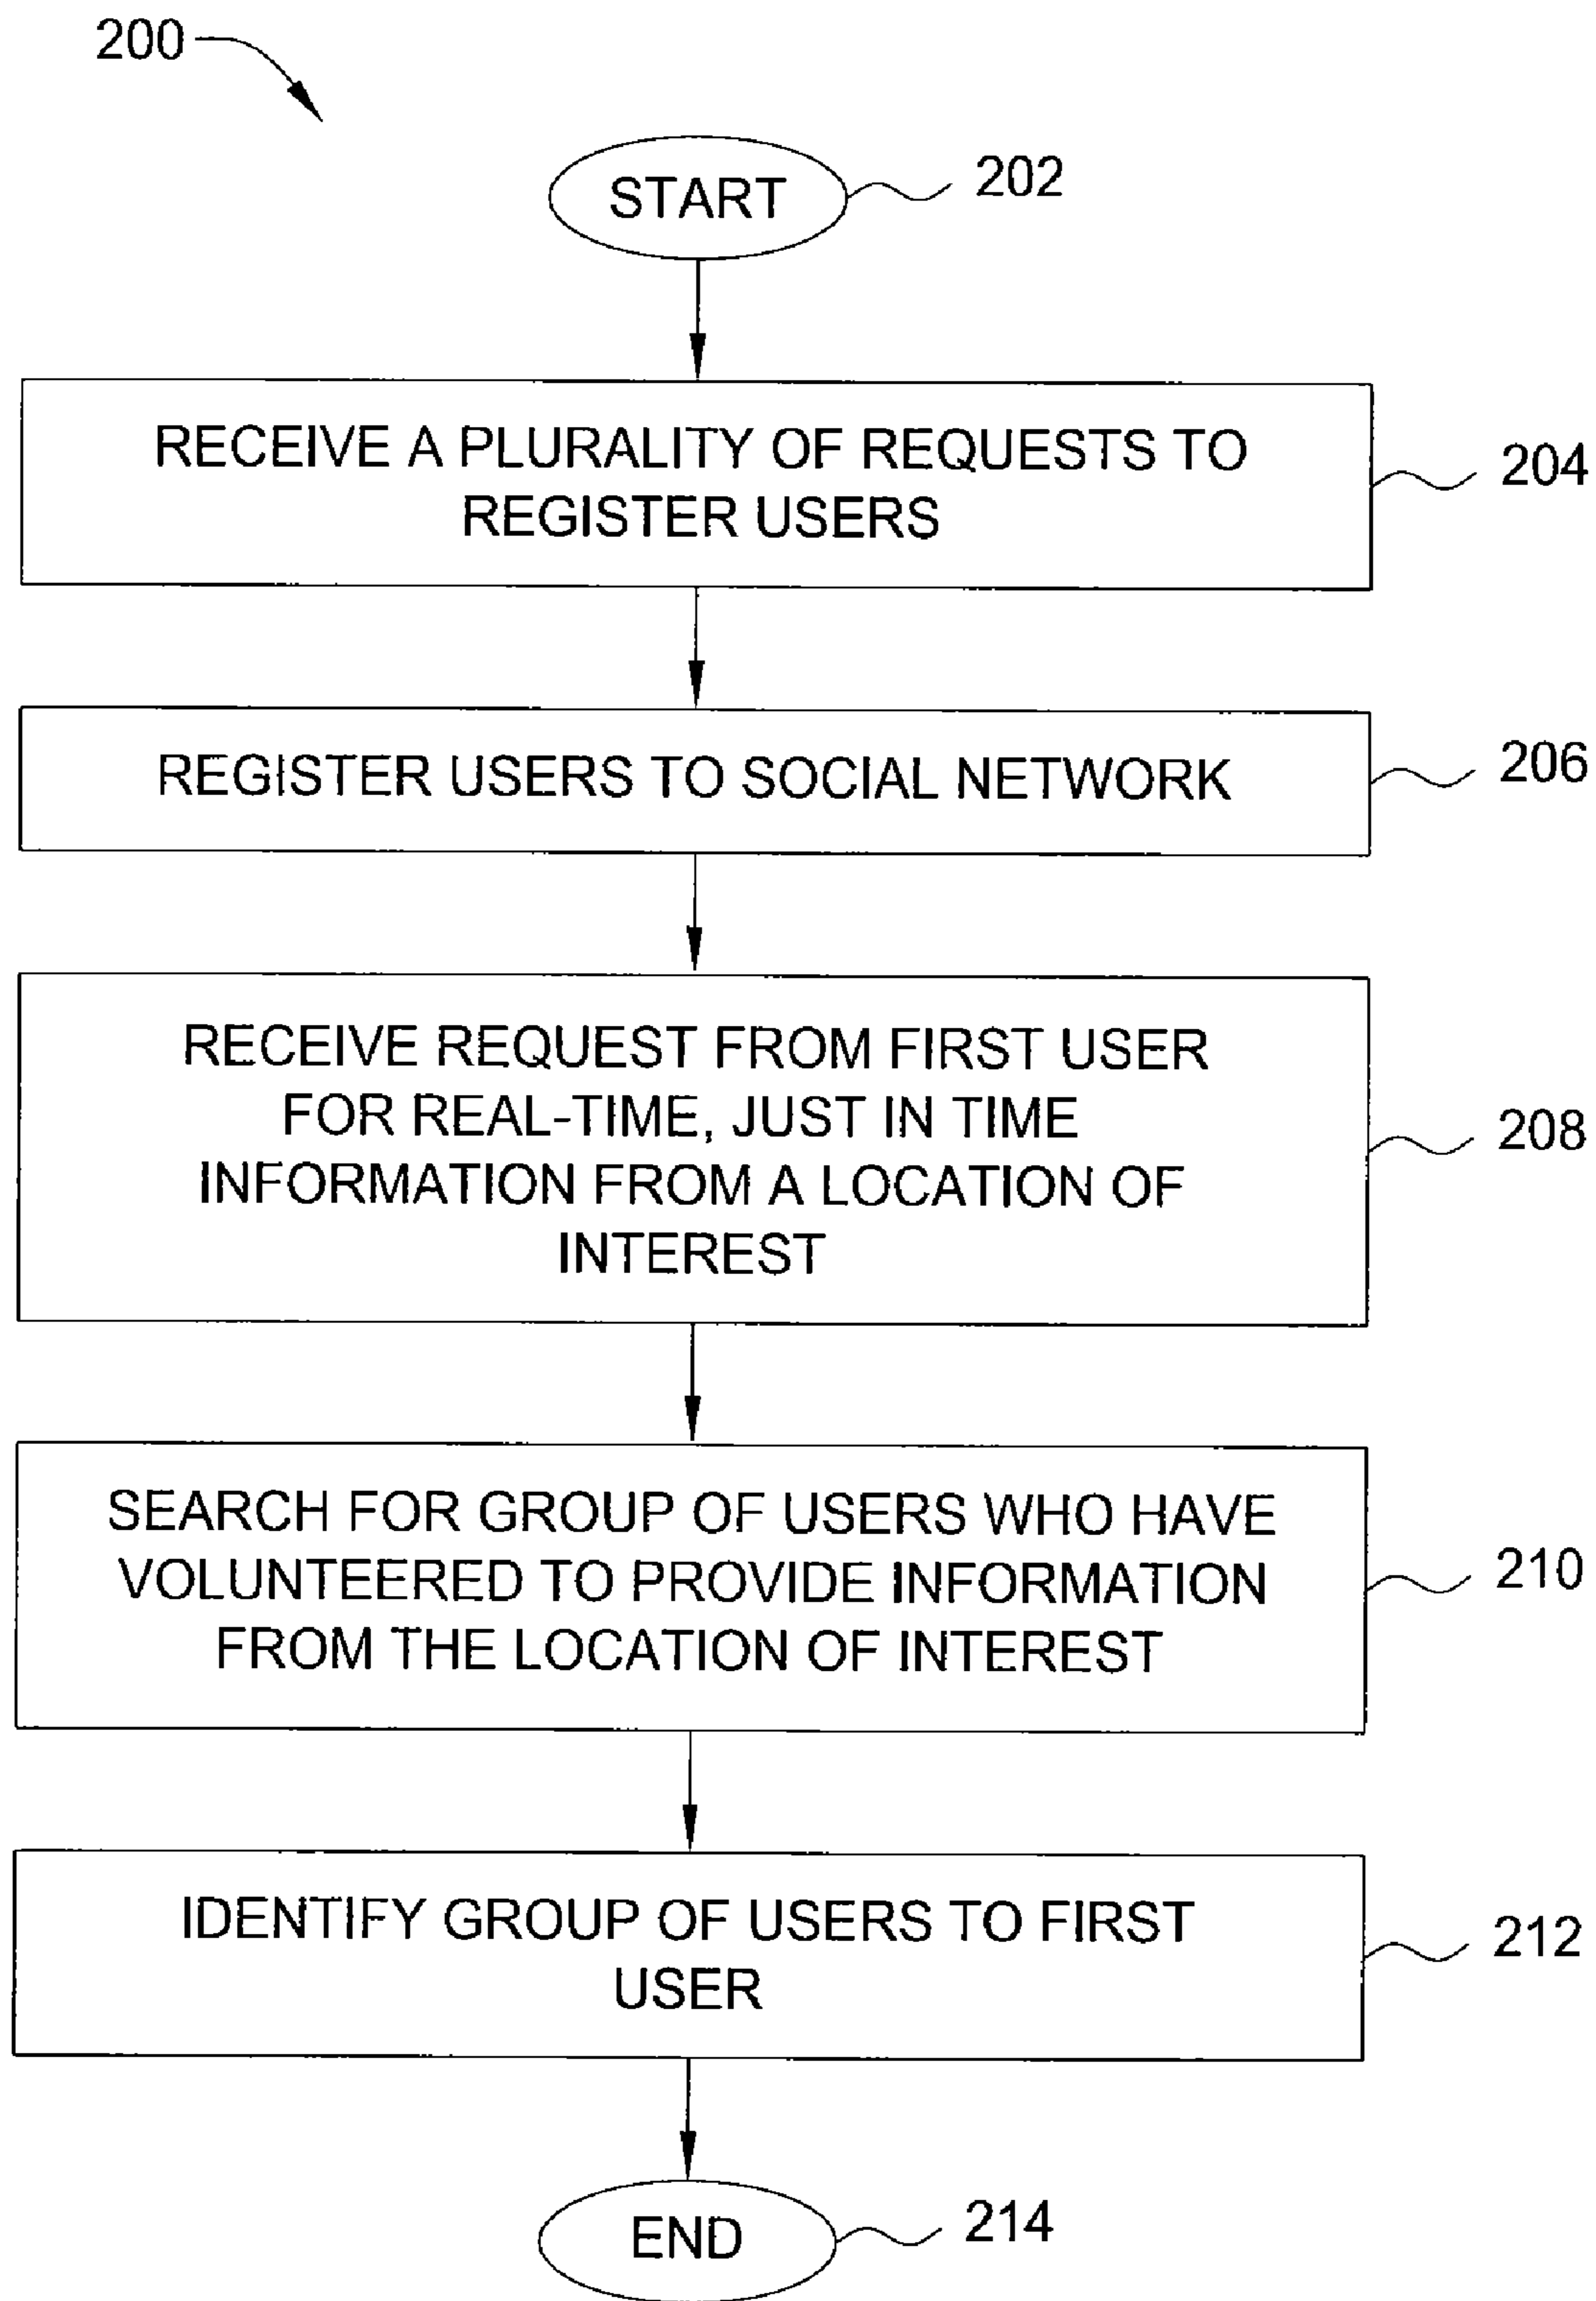 200
START
202
RECEIVE A PLURALITY OF REQUESTS TO
REGISTER USERS
204
REGISTER USERS TO SOCIAL NETWORK
206
RECEIVE REQUEST FROM FIRST USER
FOR REAL-TIME, JUST IN TIME
INFORMATION FROM A LOCATION OF
INTEREST
208
SEARCH FOR GROUP OF USERS WHO HAVE
VOLUNTEERED TO PROVIDE INFORMATION
FROM THE LOCATION OF INTEREST
210
IDENTIFY GROUP OF USERS TO FIRST
USER
212
END
214